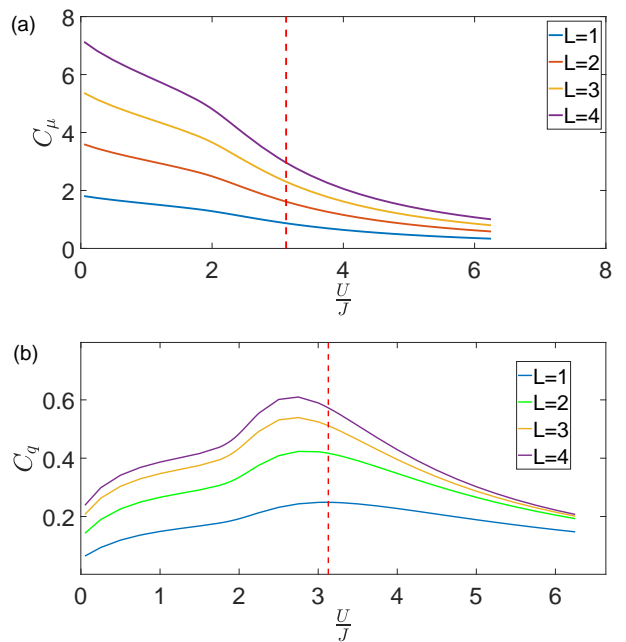 (a)
8
6
4
2
0
C_μ
0 2 4 6 8
U/J
L=1
L=2
L=3
L=4
(b)
0.6
0.4
0.2
C_q
0 1 2 3 4 5 6
U/J
L=1
L=2
L=3
L=4